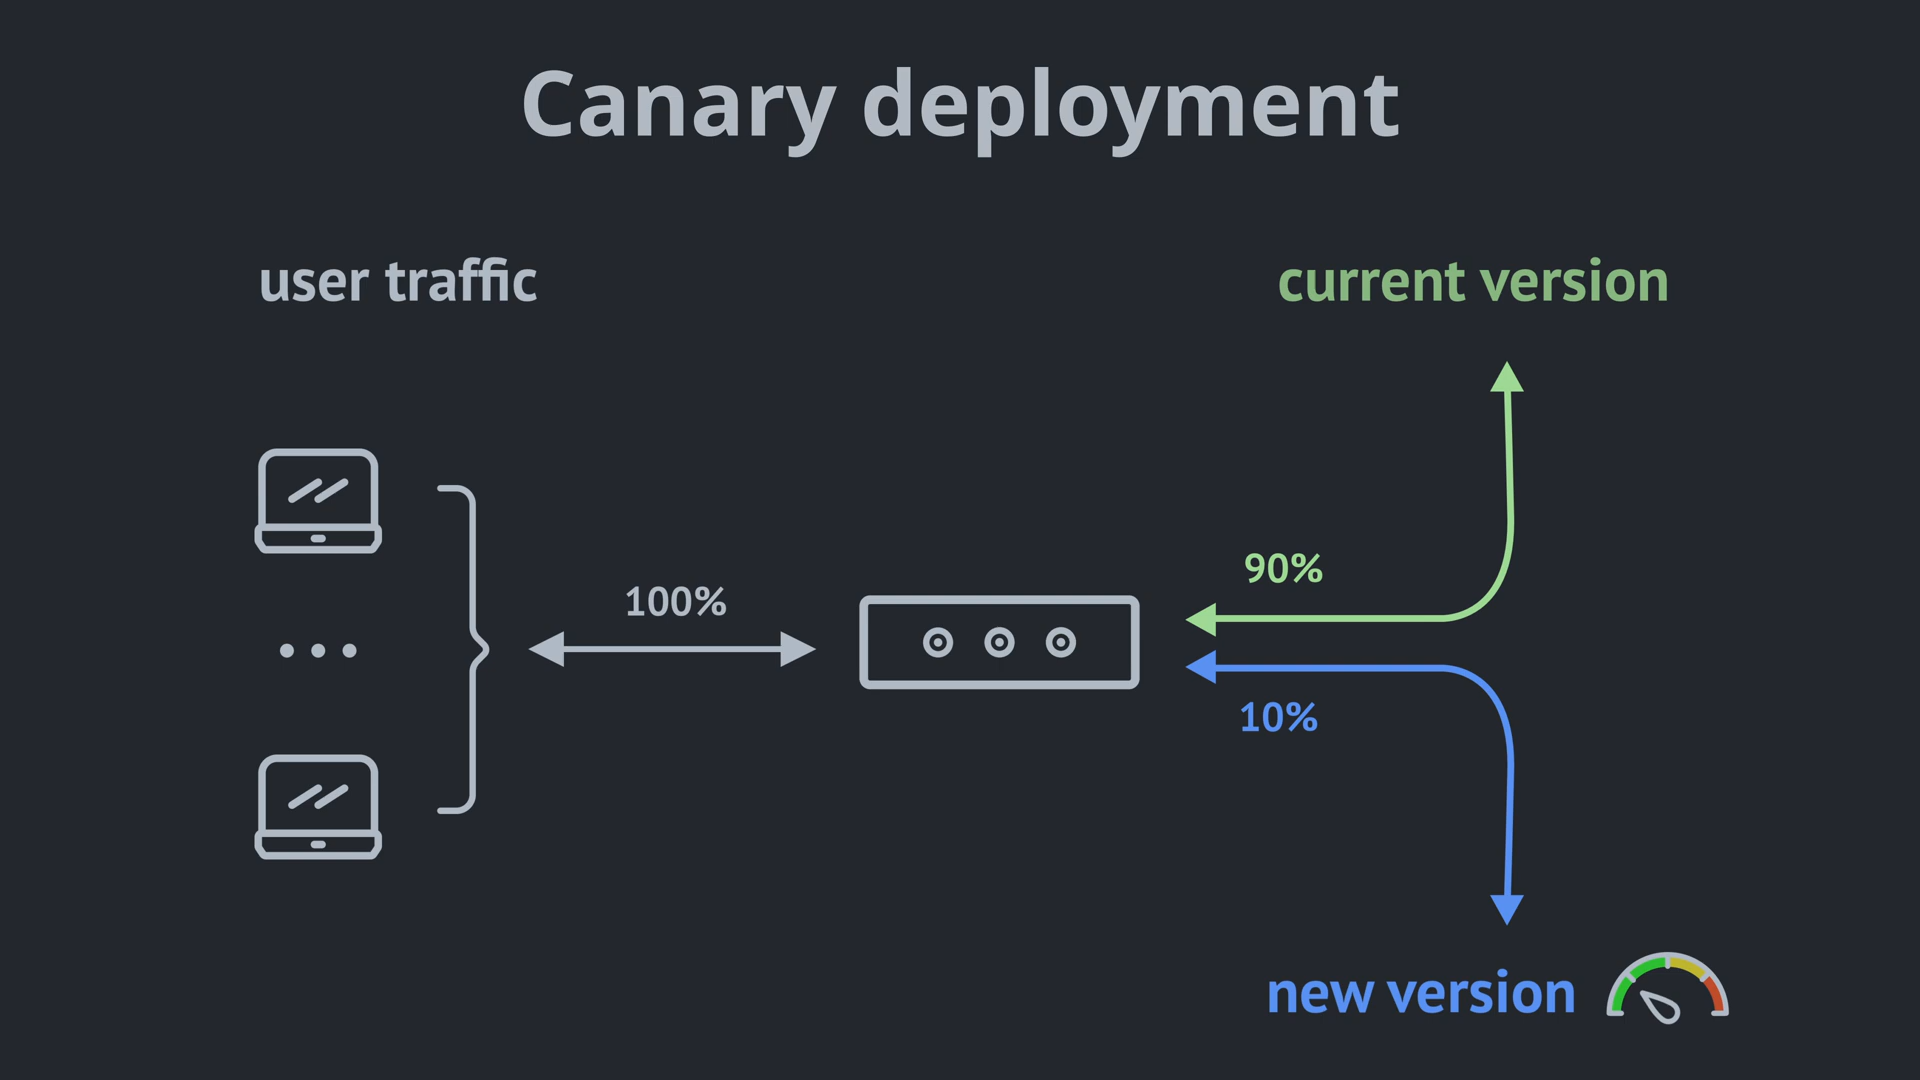 Canary deployment
user traffic
current version
90%
100%
10%
new version